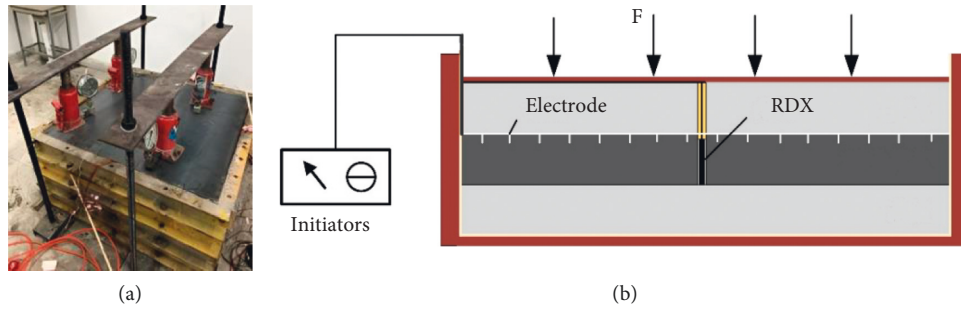 F
Electrode
RDX
Initiators
(a)
(b)